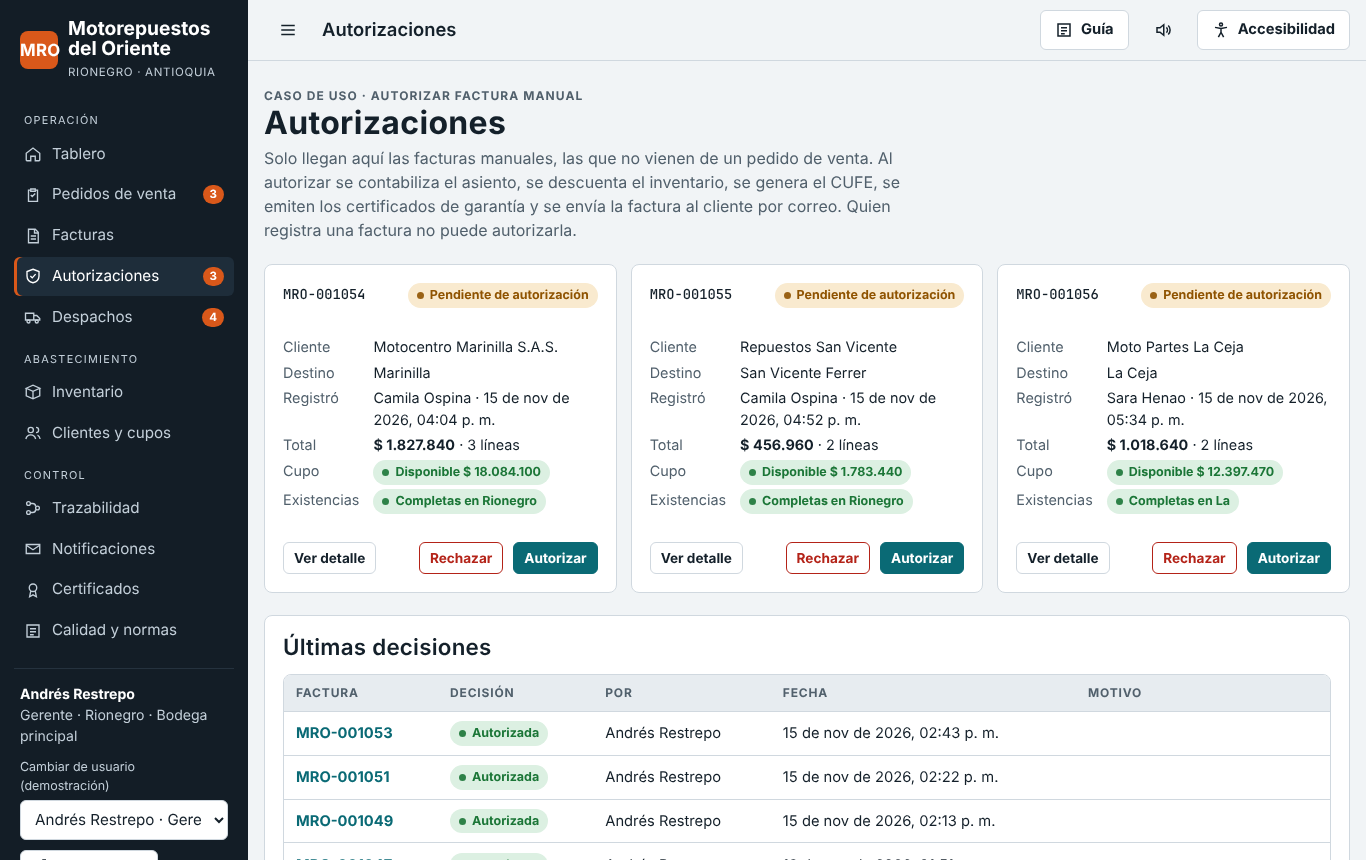 MRO
Motorepuestos
del Oriente
RIONEGRO · ANTIOQUIA
OPERACIÓN
Tablero
Pedidos de venta 3
Facturas
Autorizaciones 3
Despachos 4
ABASTECIMIENTO
Inventario
Clientes y cupos
CONTROL
Trazabilidad
Notificaciones
Certificados
Calidad y normas
Andrés Restrepo
Gerente · Rionegro · Bodega
principal
Cambiar de usuario
(demostración)
Andrés Restrepo · Gere
Autorizaciones
Guía
Accesibilidad
CASO DE USO · AUTORIZAR FACTURA MANUAL
Autorizaciones
Solo llegan aquí las facturas manuales, las que no vienen de un pedido de venta. Al
autorizar se contabiliza el asiento, se descuenta el inventario, se genera el CUFE, se
emiten los certificados de garantía y se envía la factura al cliente por correo. Quien
registra una factura no puede autorizarla.
MRO-001054 Pendiente de autorización
Cliente Motocentro Marinilla S.A.S.
Destino Marinilla
Registró Camila Ospina · 15 de nov de
2026, 04:04 p. m.
Total $ 1.827.840 · 3 líneas
Cupo Disponible $ 18.084.100
Existencias Completas en Rionegro
Ver detalle Rechazar Autorizar
MRO-001055 Pendiente de autorización
Cliente Repuestos San Vicente
Destino San Vicente Ferrer
Registró Camila Ospina · 15 de nov de
2026, 04:52 p. m.
Total $ 456.960 · 2 líneas
Cupo Disponible $ 1.783.440
Existencias Completas en Rionegro
Ver detalle Rechazar Autorizar
MRO-001056 Pendiente de autorización
Cliente Moto Partes La Ceja
Destino La Ceja
Registró Sara Henao · 15 de nov de 2026,
05:34 p. m.
Total $ 1.018.640 · 2 líneas
Cupo Disponible $ 12.397.470
Existencias Completas en La
Ver detalle Rechazar Autorizar
Últimas decisiones
FACTURA DECISIÓN POR FECHA MOTIVO
MRO-001053 Autorizada Andrés Restrepo 15 de nov de 2026, 02:43 p. m.
MRO-001051 Autorizada Andrés Restrepo 15 de nov de 2026, 02:22 p. m.
MRO-001049 Autorizada Andrés Restrepo 15 de nov de 2026, 02:13 p. m.